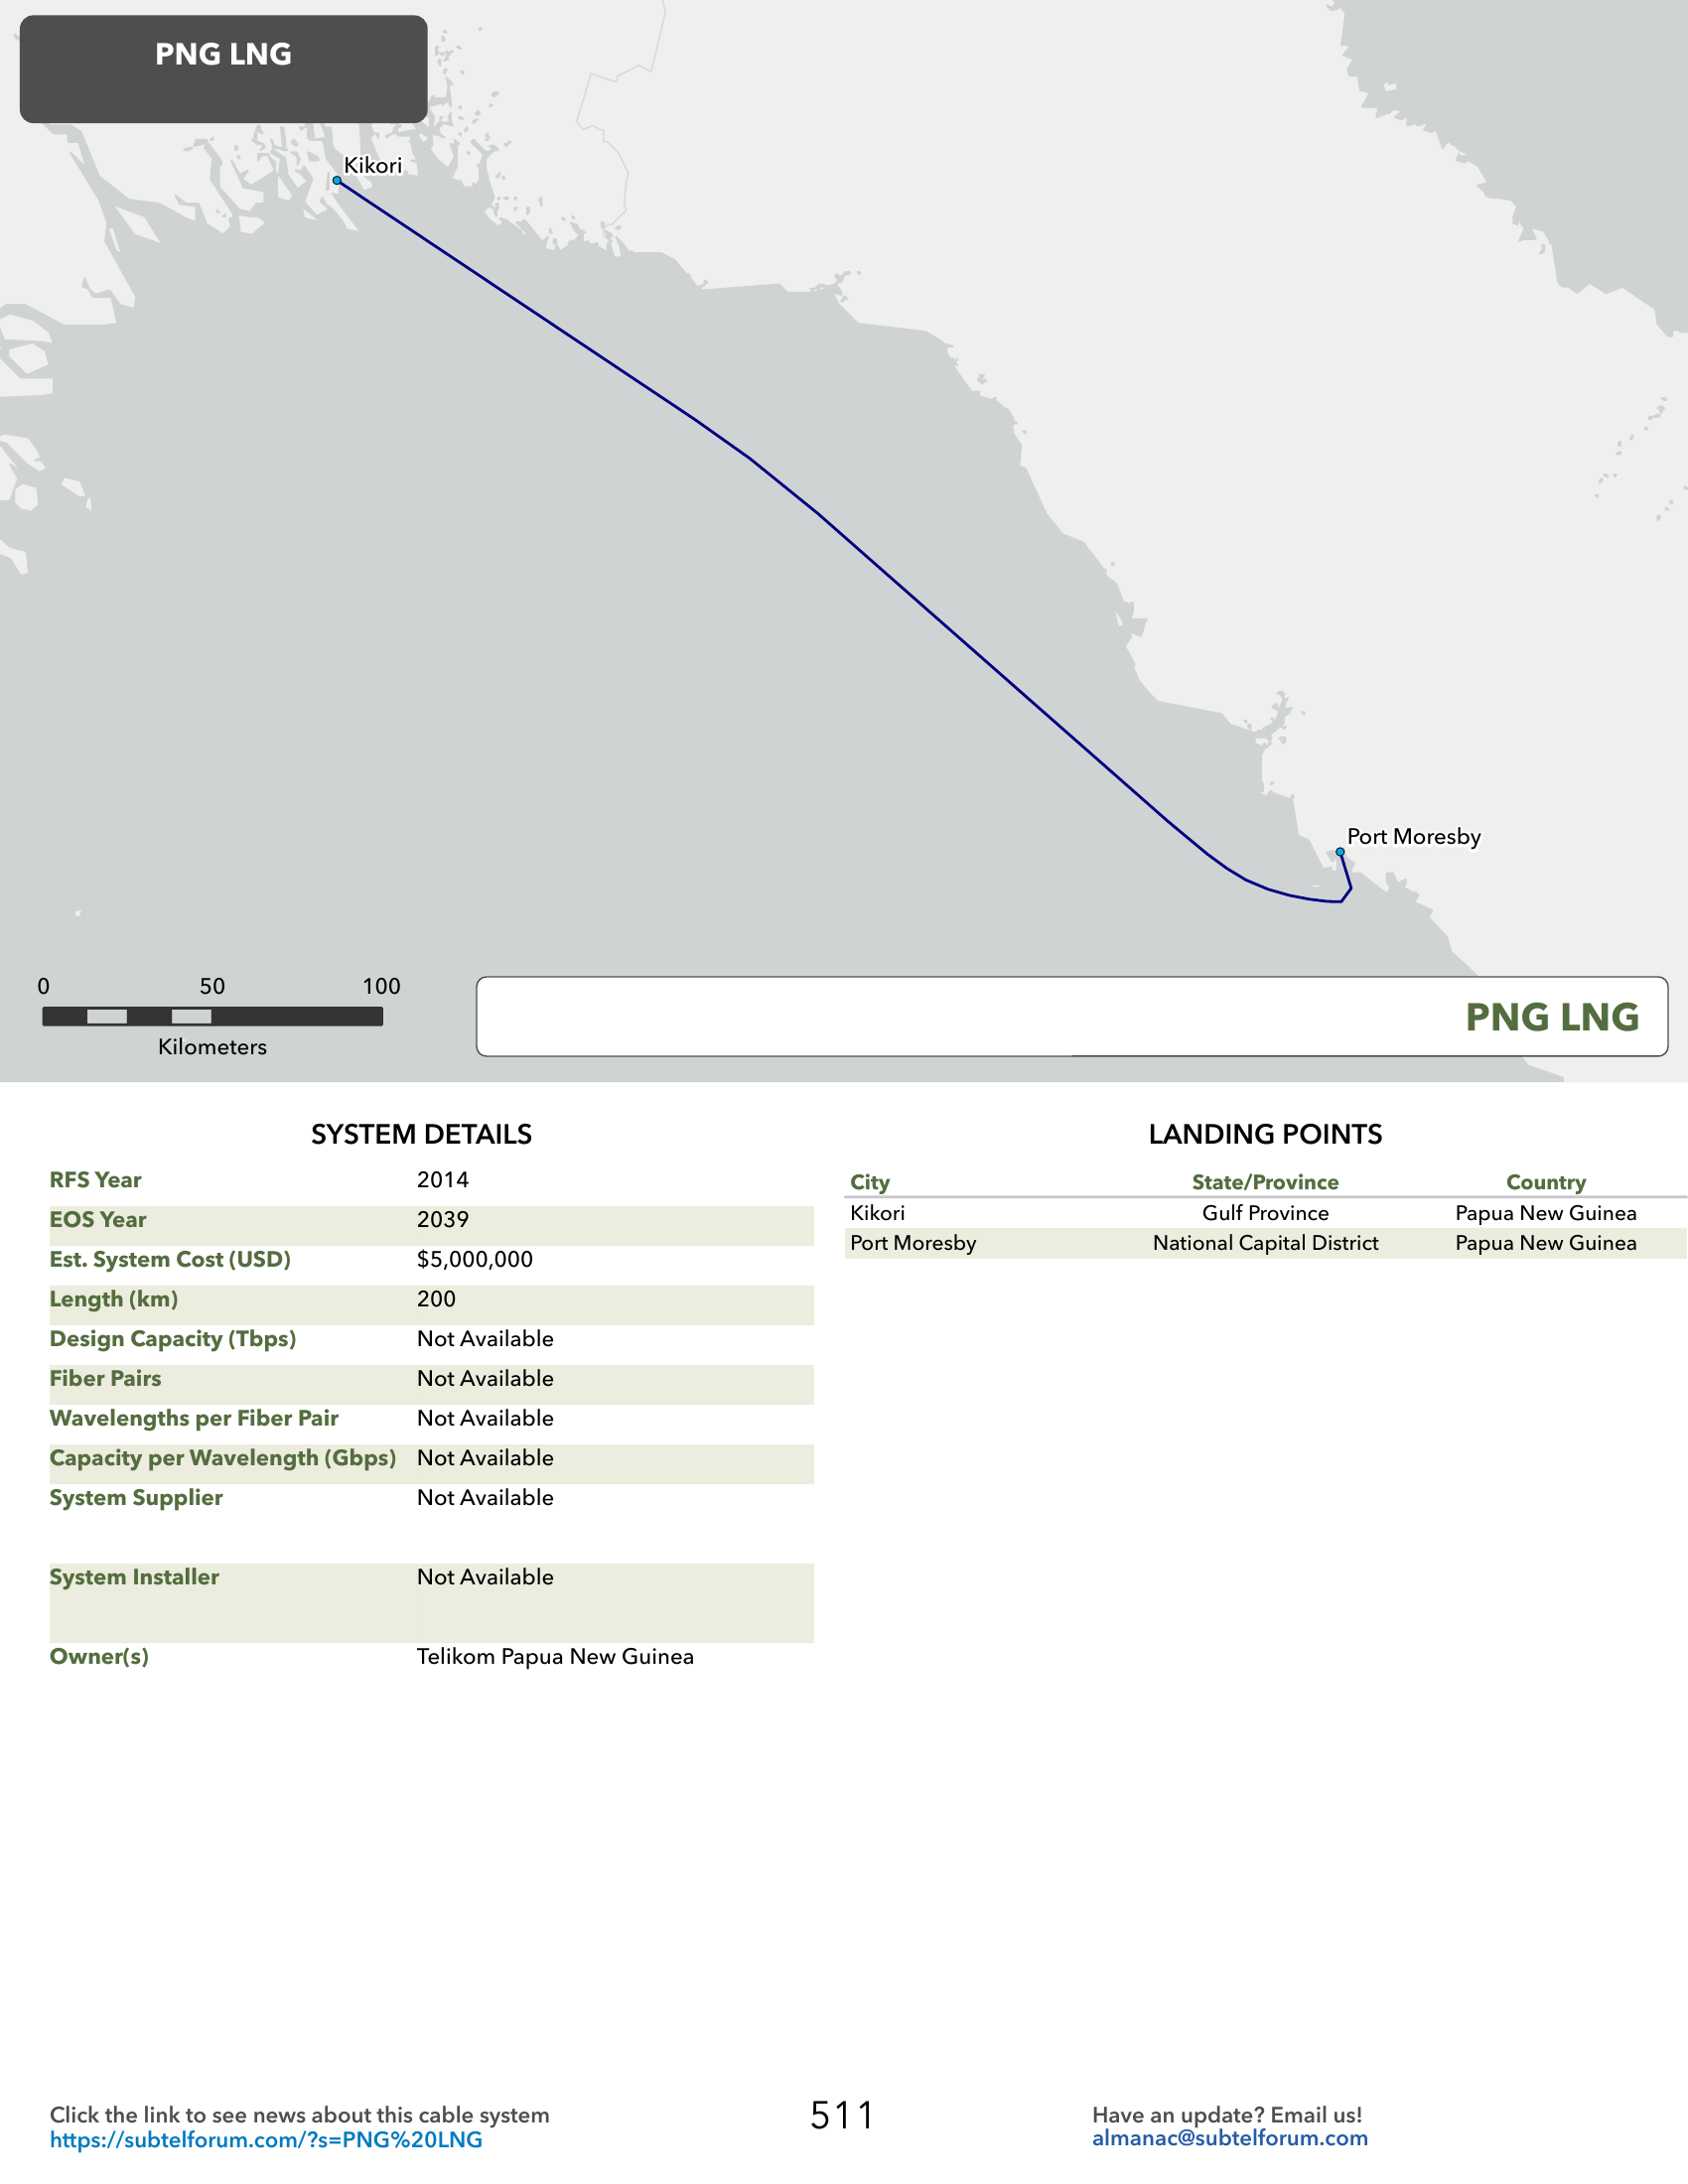 PNG LNG
Kikori
Port Moresby
0 50 100
Kilometers
PNG LNG
SYSTEM DETAILS
RFS Year 2014
EOS Year 2039
Est. System Cost (USD) $5,000,000
Length (km) 200
Design Capacity (Tbps) Not Available
Fiber Pairs Not Available
Wavelengths per Fiber Pair Not Available
Capacity per Wavelength (Gbps) Not Available
System Supplier Not Available
System Installer Not Available
Owner(s) Telikom Papua New Guinea
LANDING POINTS
City State/Province Country
Kikori Gulf Province Papua New Guinea
Port Moresby National Capital District Papua New Guinea
Click the link to see news about this cable system
https://subtelforum.com/?s=PNG%20LNG
511
Have an update? Email us!
almanac@subtelforum.com